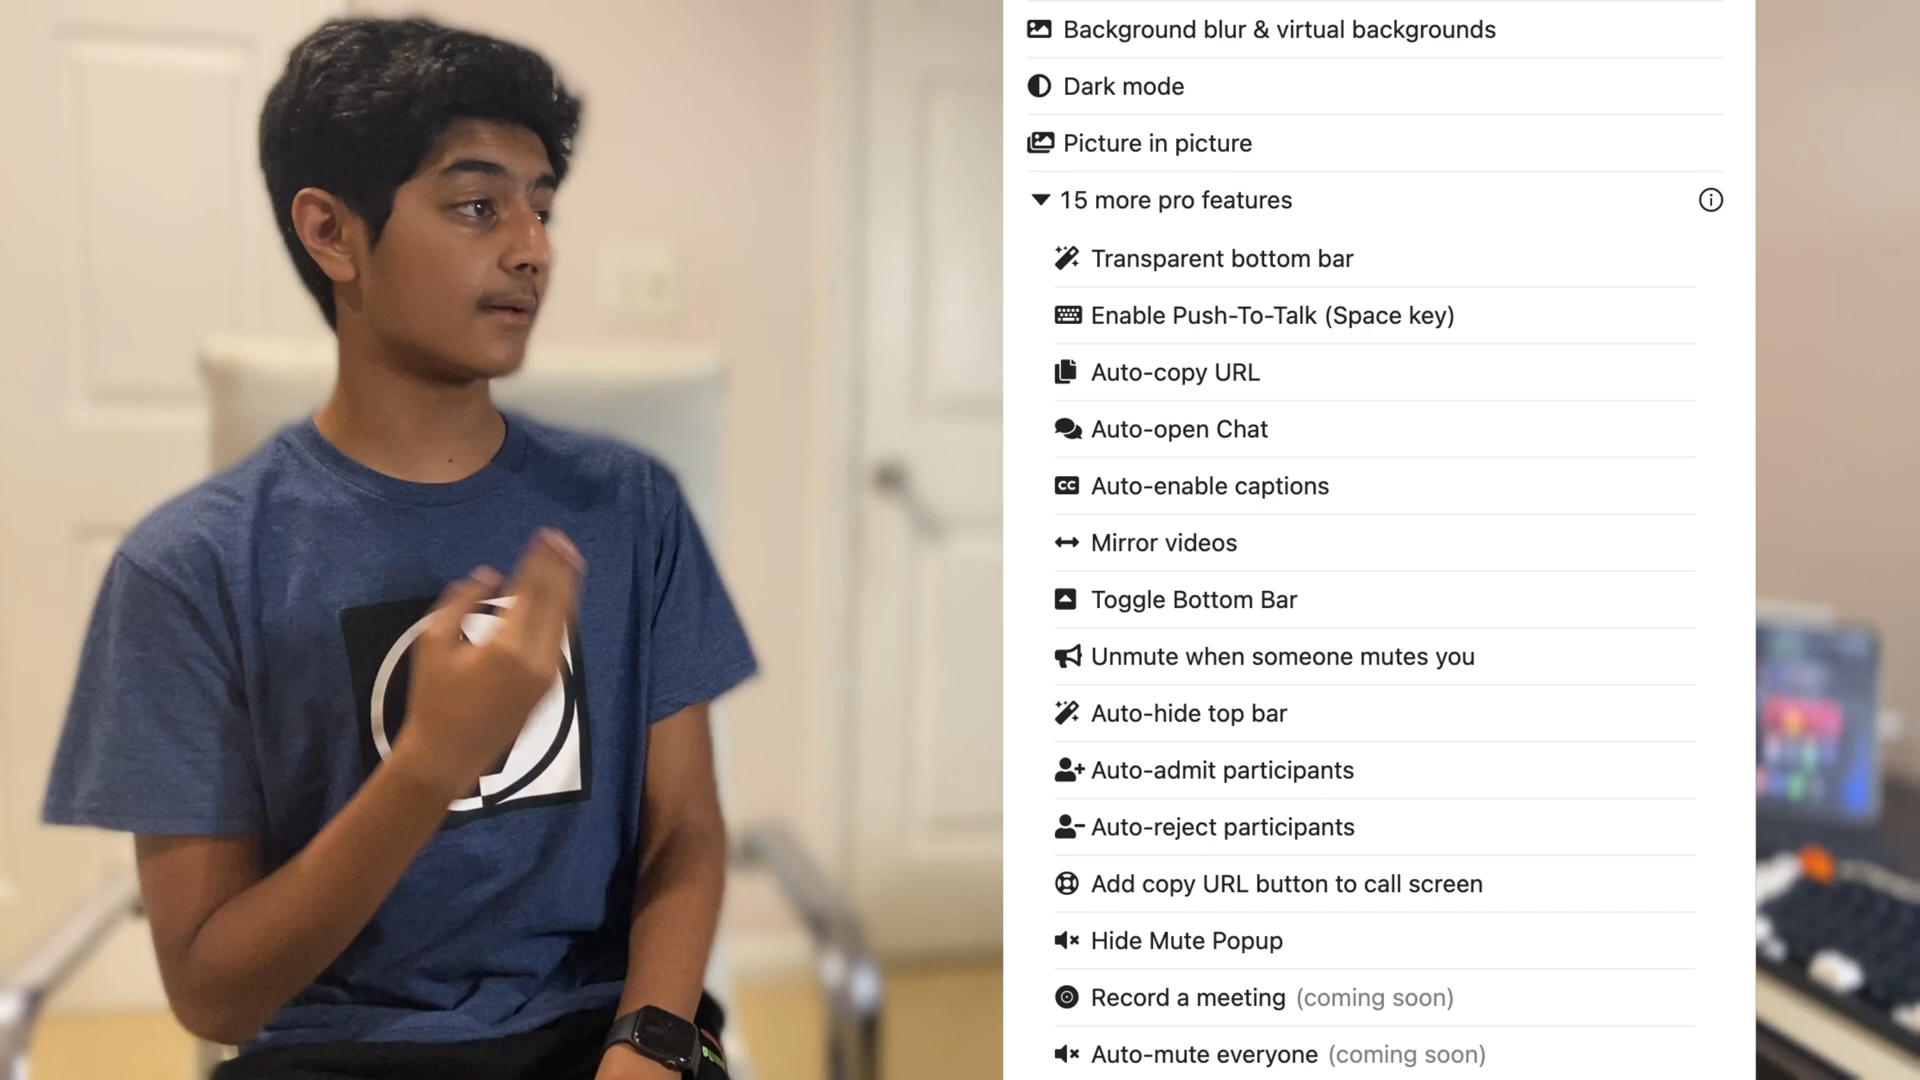 Background blur & virtual backgrounds
Dark mode
Picture in picture
15 more pro features
Transparent bottom bar
Enable Push-To-Talk (Space key)
Auto-copy URL
Auto-open Chat
CC Auto-enable captions
Mirror videos
Toggle Bottom Bar
Unmute when someone mutes you
Auto-hide top bar
Auto-admit participants
Auto-reject participants
Add copy URL button to call screen
Hide Mute Popup
Record a meeting (coming soon)
Auto-mute everyone (coming soon)